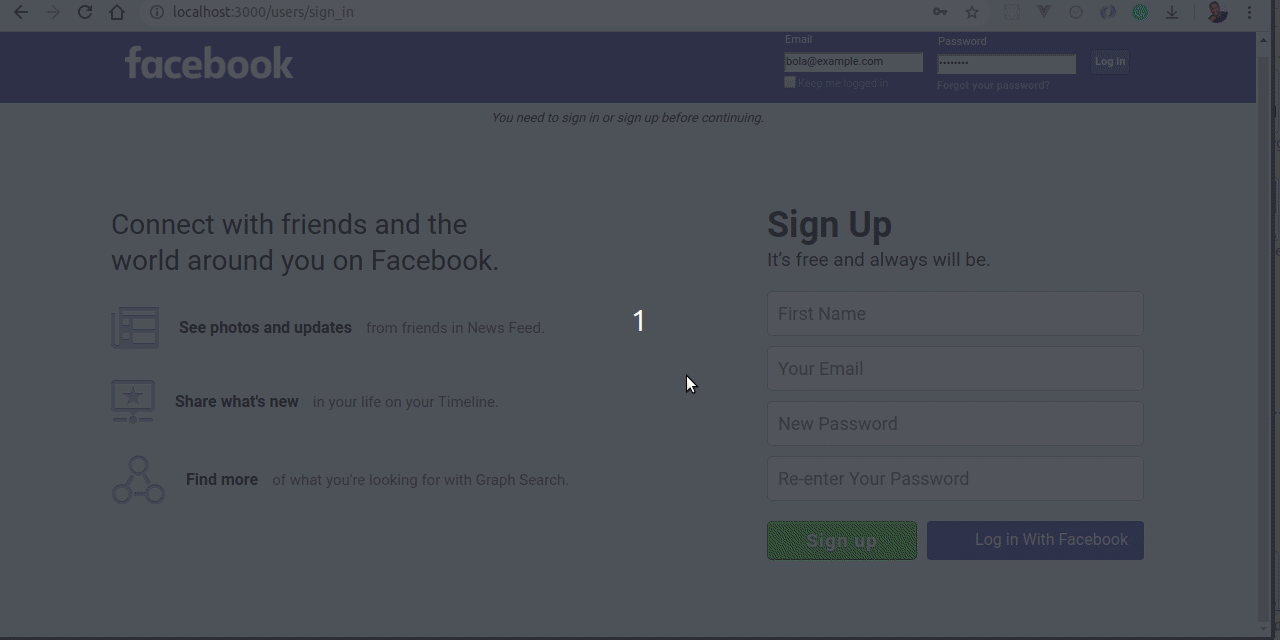 localhost:3000/users/sign_in
facebook
Email
Password
bola@example.com
••••••••
Log in
Keep me logged in
Forgot your password?
You need to sign in or sign up before continuing.
Connect with friends and the
world around you on Facebook.
See photos and updates from friends in News Feed.
Share what's new in your life on your Timeline.
Find more of what you're looking for with Graph Search.
1
Sign Up
It's free and always will be.
First Name
Your Email
New Password
Re-enter Your Password
Sign up
Log in With Facebook